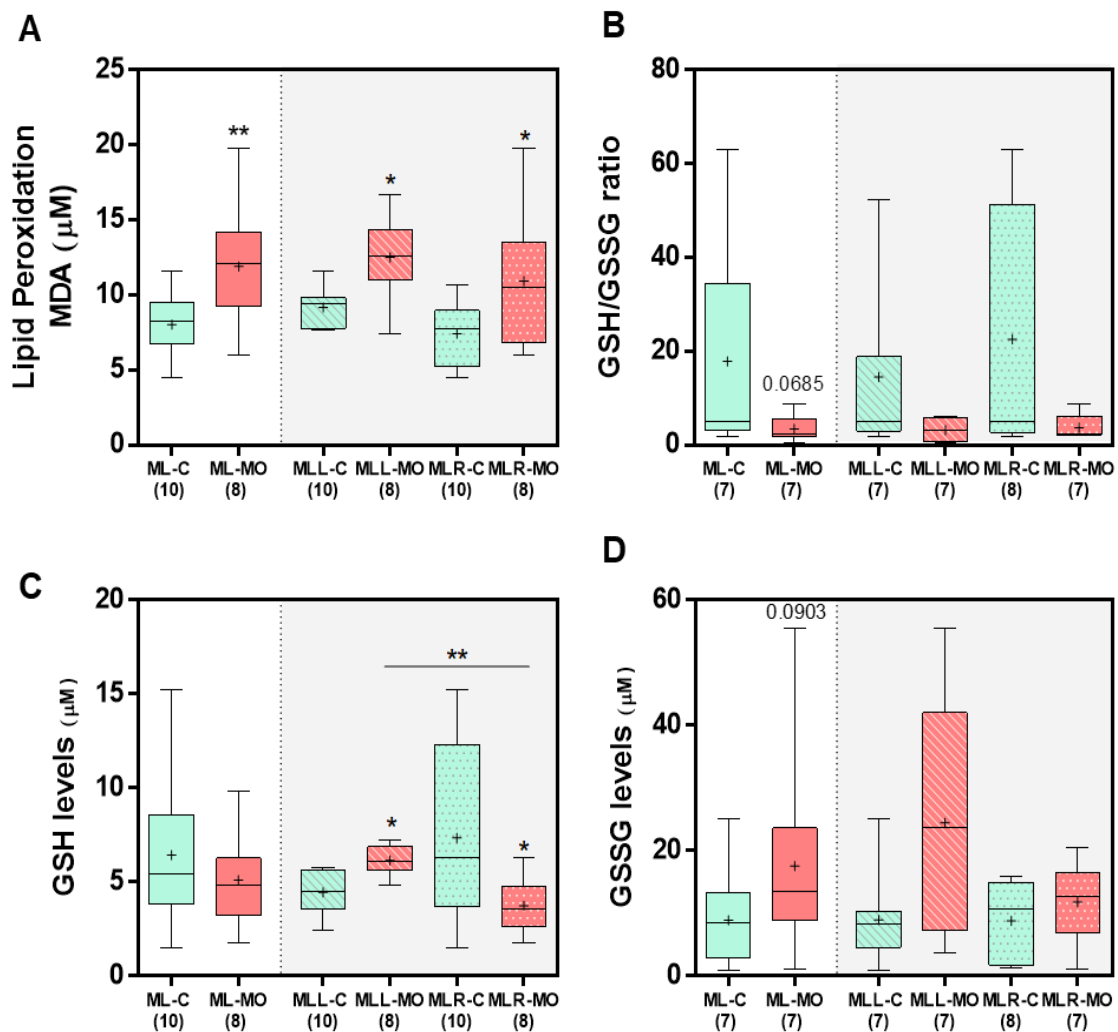 A
Lipid Peroxidation
MDA (μM)
25
20
15
10
5
0
**
*
*
ML-C
(10)
ML-MO
(8)
MLL-C
(10)
MLL-MO
(8)
MLR-C
(10)
MLR-MO
(8)
B
GSH/GSSG ratio
80
60
40
20
0
0.0685
ML-C
(7)
ML-MO
(7)
MLL-C
(7)
MLL-MO
(7)
MLR-C
(8)
MLR-MO
(7)
C
GSH levels (μM)
20
15
10
5
0
**
*
*
ML-C
(10)
ML-MO
(8)
MLL-C
(10)
MLL-MO
(8)
MLR-C
(10)
MLR-MO
(8)
D
GSSG levels (μM)
60
40
20
0
0.0903
ML-C
(7)
ML-MO
(7)
MLL-C
(7)
MLL-MO
(7)
MLR-C
(8)
MLR-MO
(7)